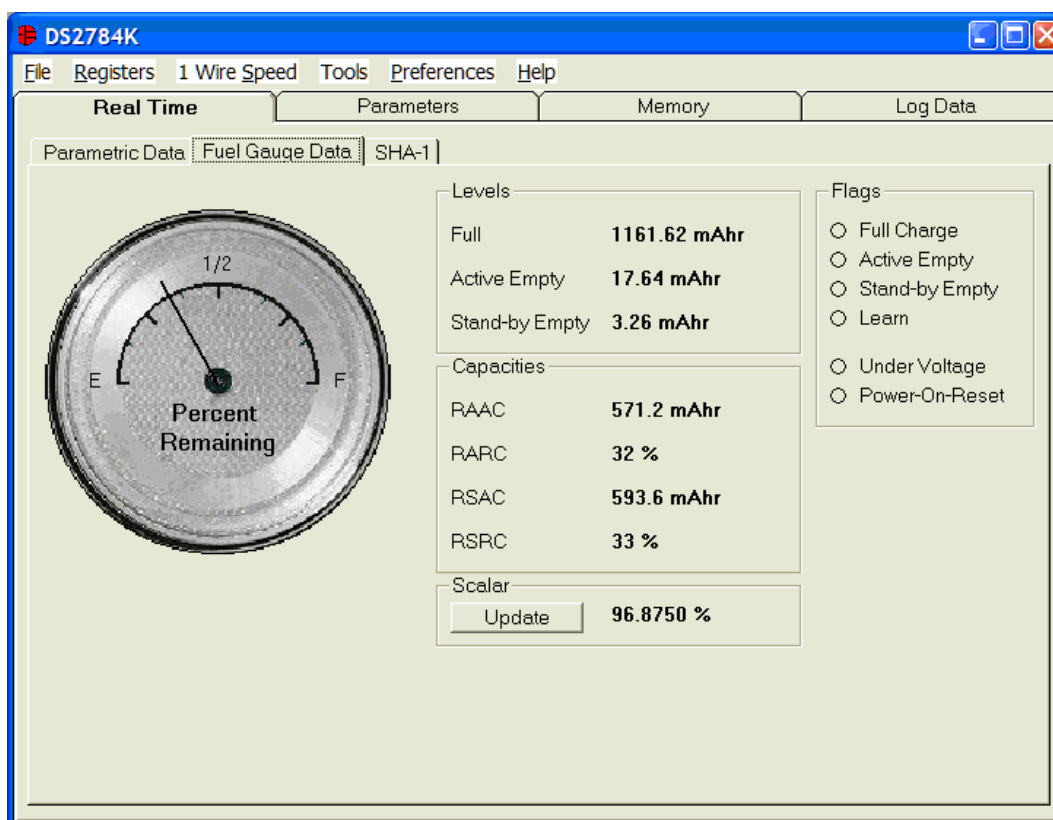 DS2784K
File Registers 1 Wire Speed Tools Preferences Help
Real Time Parameters Memory Log Data
Parametric Data Fuel Gauge Data SHA-1
1/2
E F
Percent
Remaining
Levels
Full 1161.62 mAhr
Active Empty 17.64 mAhr
Stand-by Empty 3.26 mAhr
Capacities
RAAC 571.2 mAhr
RARC 32 %
RSAC 593.6 mAhr
RSRC 33 %
Scalar
Update 96.8750 %
Flags
Full Charge
Active Empty
Stand-by Empty
Learn
Under Voltage
Power-On-Reset